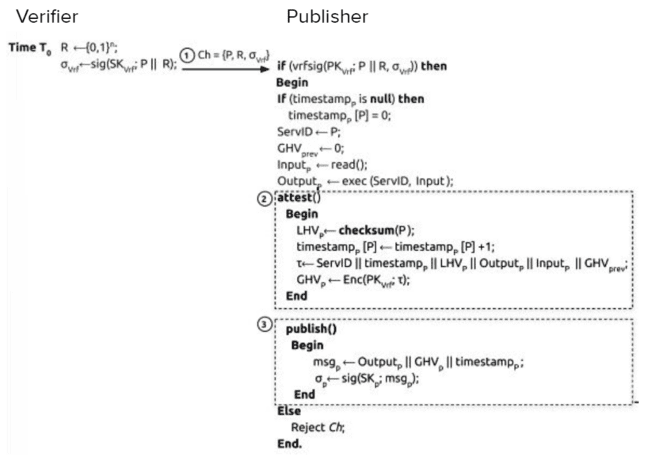 Verifier Publisher
Time T₀ R ←{0,1}ⁿ;
σᵥᵣf←sig(SKᵥᵣf; P || R); ① Ch = {P, R, σᵥᵣf}
if (vrfsig(PKᵥᵣf; P || R, σᵥᵣf)) then
Begin
If (timestampₚ is null) then
timestampₚ [P] = 0;
ServID ← P;
GHVprev ← 0;
Inputₚ ← read();
Outputₚ ← exec (ServID, Input);
② attest()
Begin
LHVₚ← checksum(P);
timestampₚ [P] ← timestampₚ [P] +1;
τ← ServID || timestampₚ || LHVₚ || Outputₚ || Inputₚ || GHVprev;
GHVₚ ← Enc(PKᵥᵣf; τ);
End
③ publish()
Begin
msgₚ ← Outputₚ || GHVₚ || timestampₚ;
σₚ ← sig(SKₚ; msgₚ);
End
Else
Reject Ch;
End.